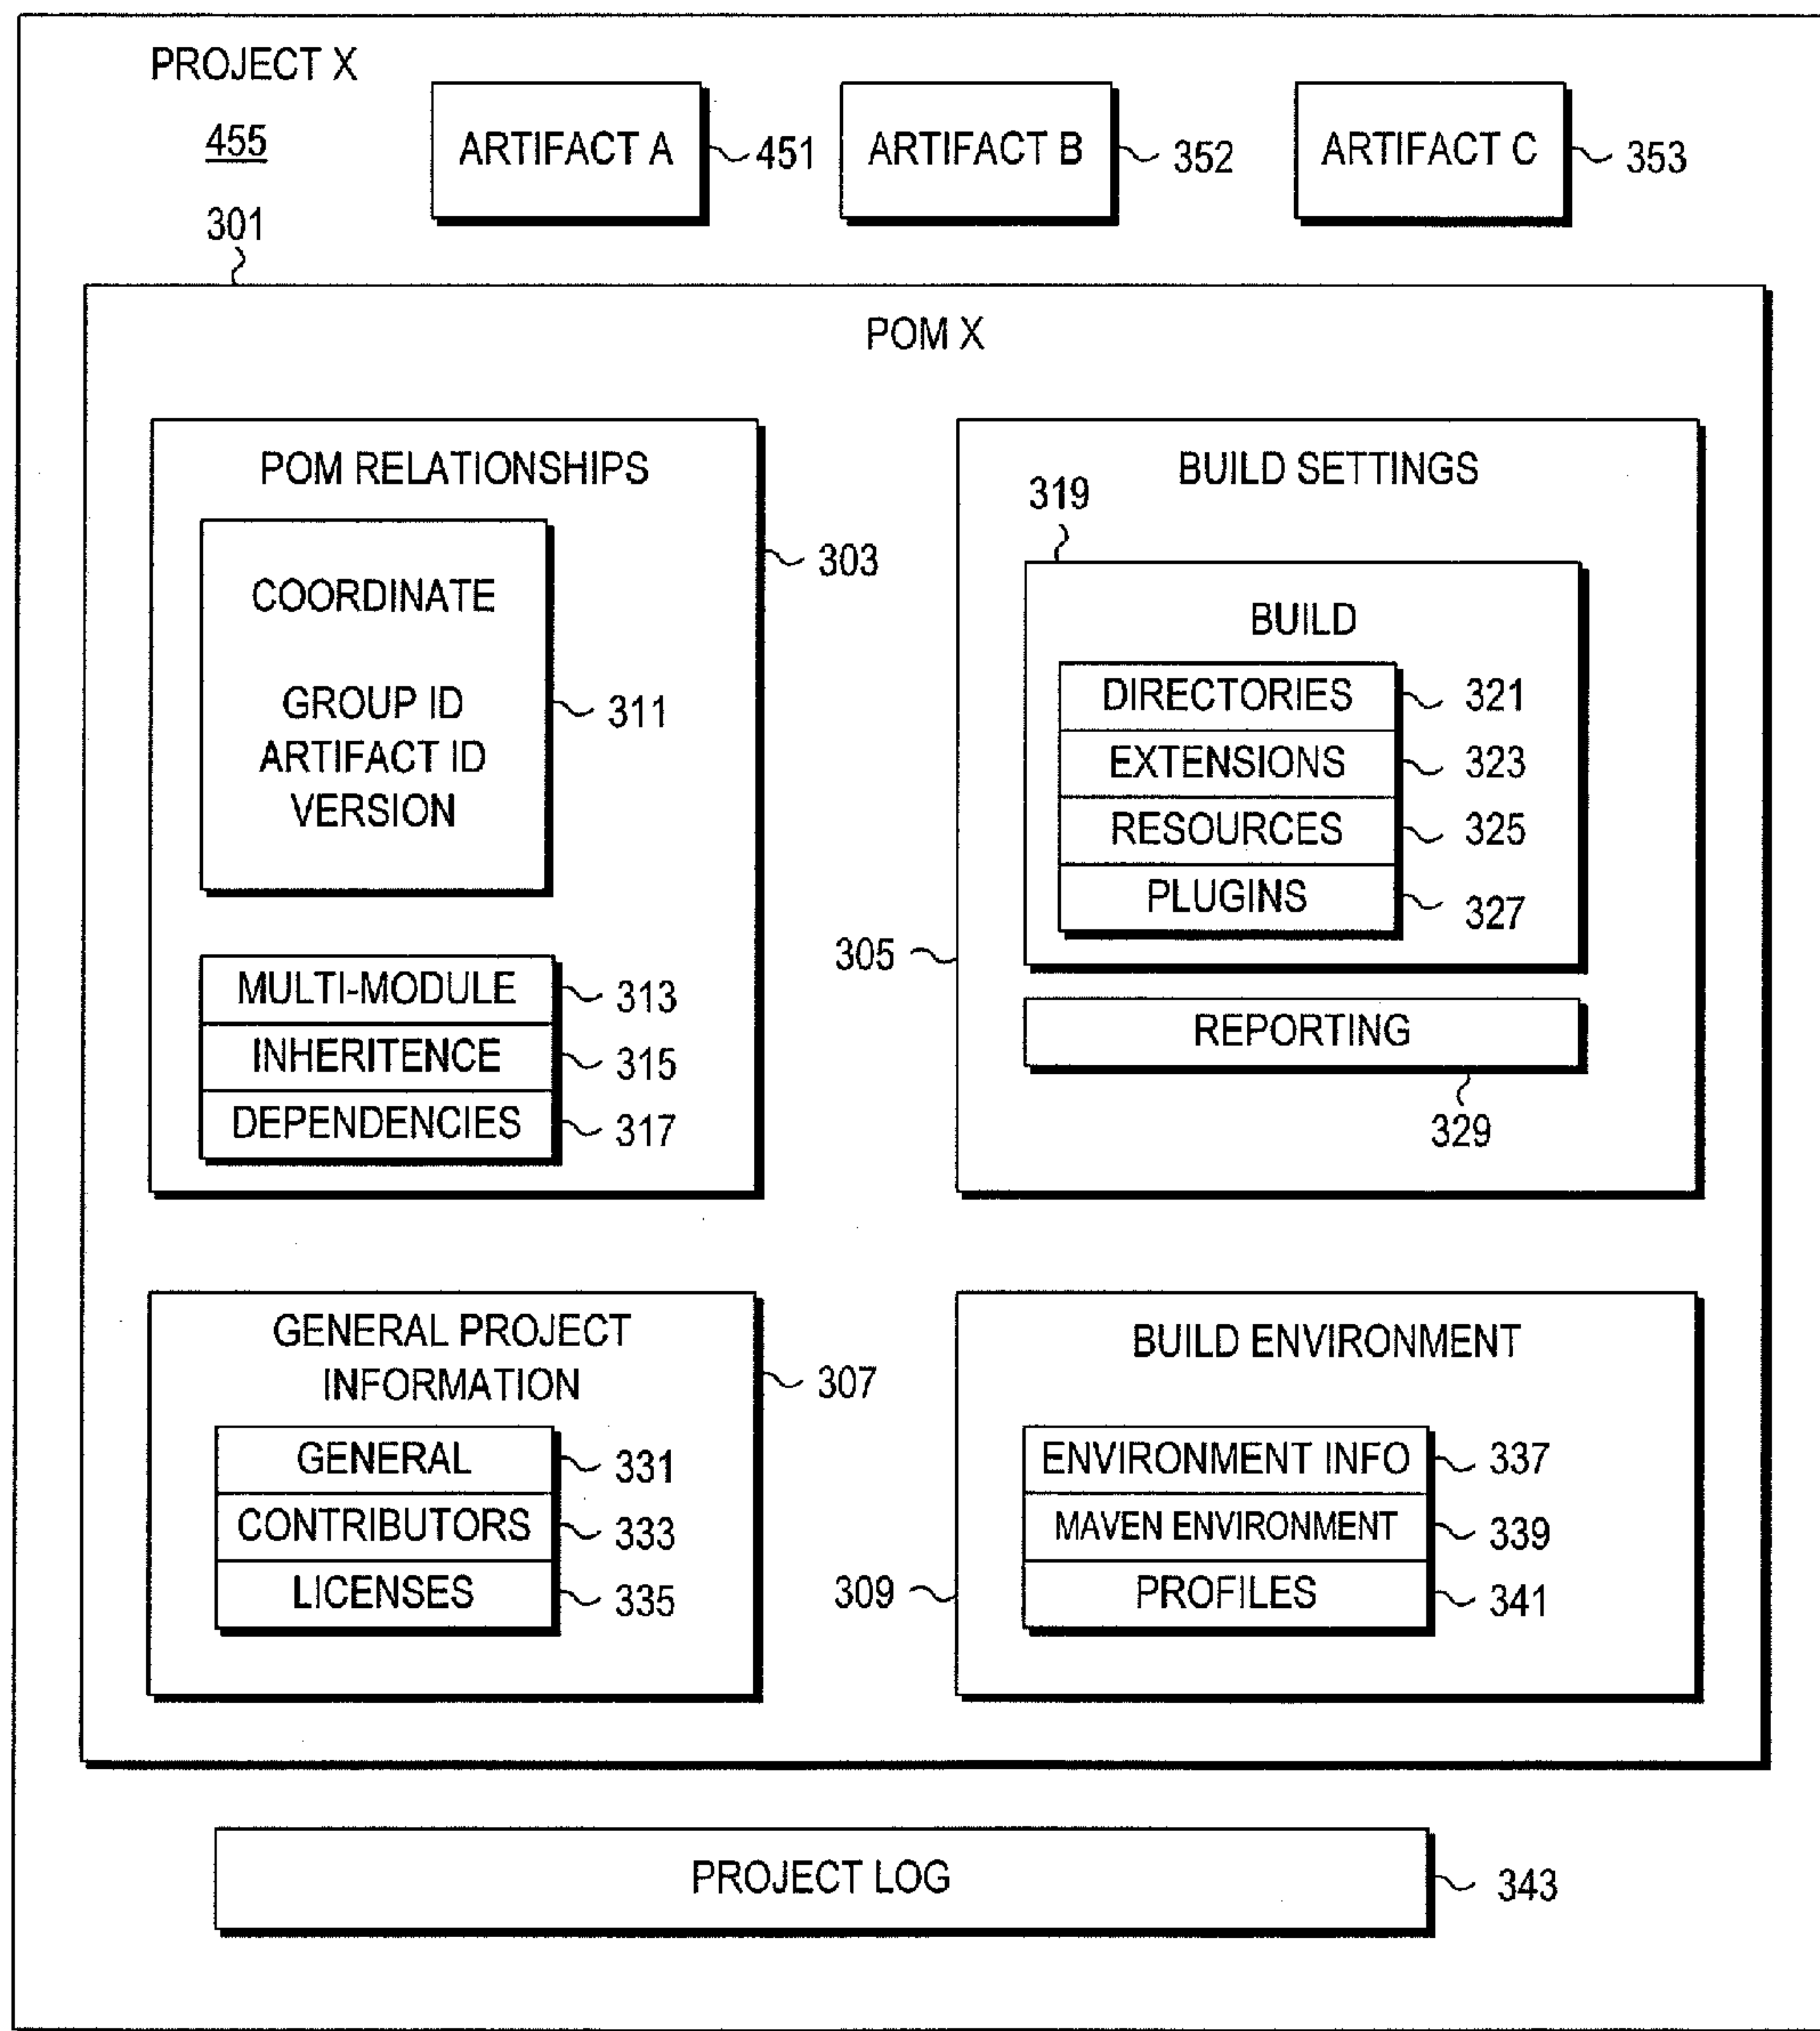 PROJECT X
455
ARTIFACT A
451
ARTIFACT B
352
ARTIFACT C
353
301
POM X
POM RELATIONSHIPS
303
COORDINATE
GROUP ID
ARTIFACT ID
VERSION
311
MULTI-MODULE
313
INHERITENCE
315
DEPENDENCIES
317
BUILD SETTINGS
305
319
BUILD
DIRECTORIES
321
EXTENSIONS
323
RESOURCES
325
PLUGINS
327
REPORTING
329
GENERAL PROJECT
INFORMATION
307
GENERAL
331
CONTRIBUTORS
333
LICENSES
335
BUILD ENVIRONMENT
309
ENVIRONMENT INFO
337
MAVEN ENVIRONMENT
339
PROFILES
341
PROJECT LOG
343